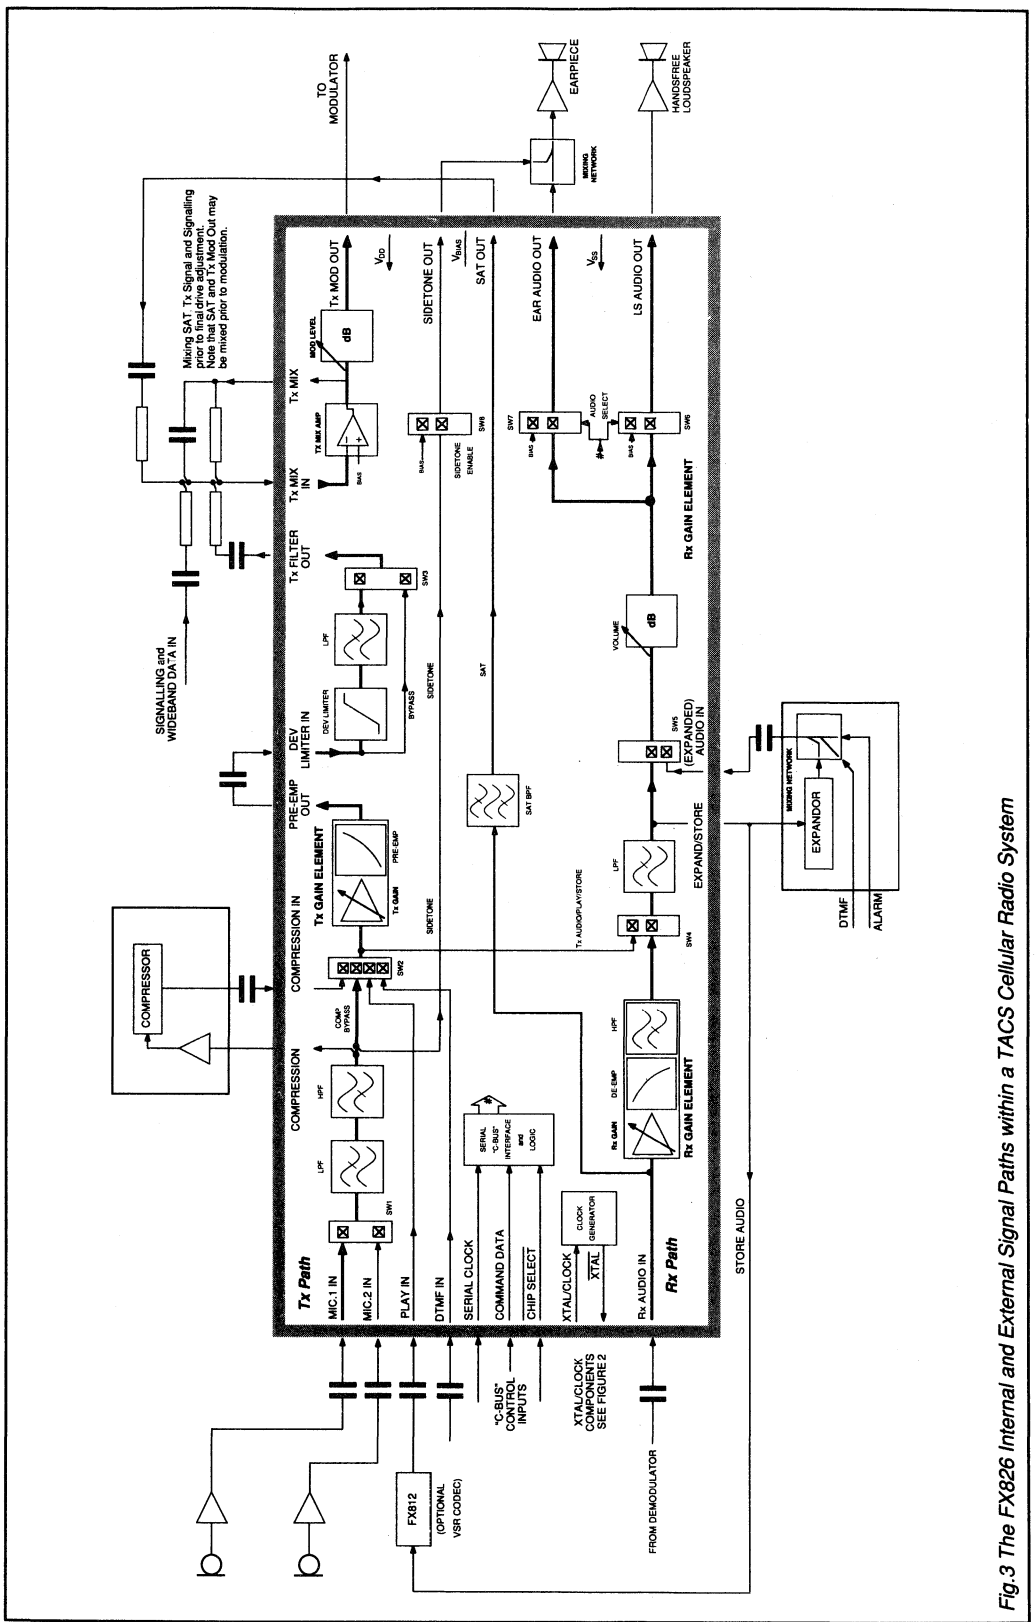 TO
MODULATOR
EARPIECE
HANDSFREE
LOUDSPEAKER
MIXING
NETWORK
Mixing SAT. Tx Signal and Signalling
prior to final drive adjustment.
Note that SAT and Tx Mod Out may
be mixed prior to modulation.
SIGNALLING and
WIDEBAND DATA IN
COMPRESSOR
Tx Path
MIC.1 IN
MIC.2 IN
PLAY IN
DTMF IN
SW1
LPF
HPF
COMPRESSION
COMPRESSION IN
COMP
BYPASS
SW2
SIDETONE
Tx GAIN ELEMENT
Tx GAIN
PRE-EMP
PRE-EMP
OUT
DEV
LIMITER IN
DEV LIMITER
LPF
BYPASS
SW3
Tx FILTER
OUT
SIDETONE
Tx MIX
IN
Tx MIX
TX MIX AMP
–
+
BIAS
MOD LEVEL
dB
Tx MOD OUT
VDD
SIDETONE OUT
BIAS
SW8
SIDETONE
ENABLE
VBIAS
SAT OUT
SAT
SAT BPF
EAR AUDIO OUT
SW7
BIAS
AUDIO
SELECT
#
BIAS
SW6
VSS
LS AUDIO OUT
Rx GAIN ELEMENT
VOLUME
dB
SW5
(EXPANDED)
AUDIO IN
EXPAND/STORE
LPF
Tx AUDIO/PLAY/STORE
SW4
HPF
DE-EMP
Rx GAIN
Rx GAIN ELEMENT
SERIAL CLOCK
COMMAND DATA
CHIP SELECT
SERIAL
"C-BUS"
INTERFACE
and
LOGIC
#
XTAL/CLOCK
XTAL
CLOCK
GENERATOR
Rx AUDIO IN
Rx Path
FX812
(OPTIONAL
VSR CODEC)
"C-BUS"
CONTROL
INPUTS
XTAL/CLOCK
COMPONENTS
SEE FIGURE 2
FROM DEMODULATOR
STORE AUDIO
MIXING NETWORK
EXPANDOR
DTMF
ALARM
Fig.3 The FX826 Internal and External Signal Paths within a TACS Cellular Radio System